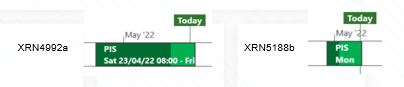 Today
May '22
XRN4992a
PIS
Sat 23/04/22 08:00 - Fri
Today
May '22
XRN5188b
PIS
Mon